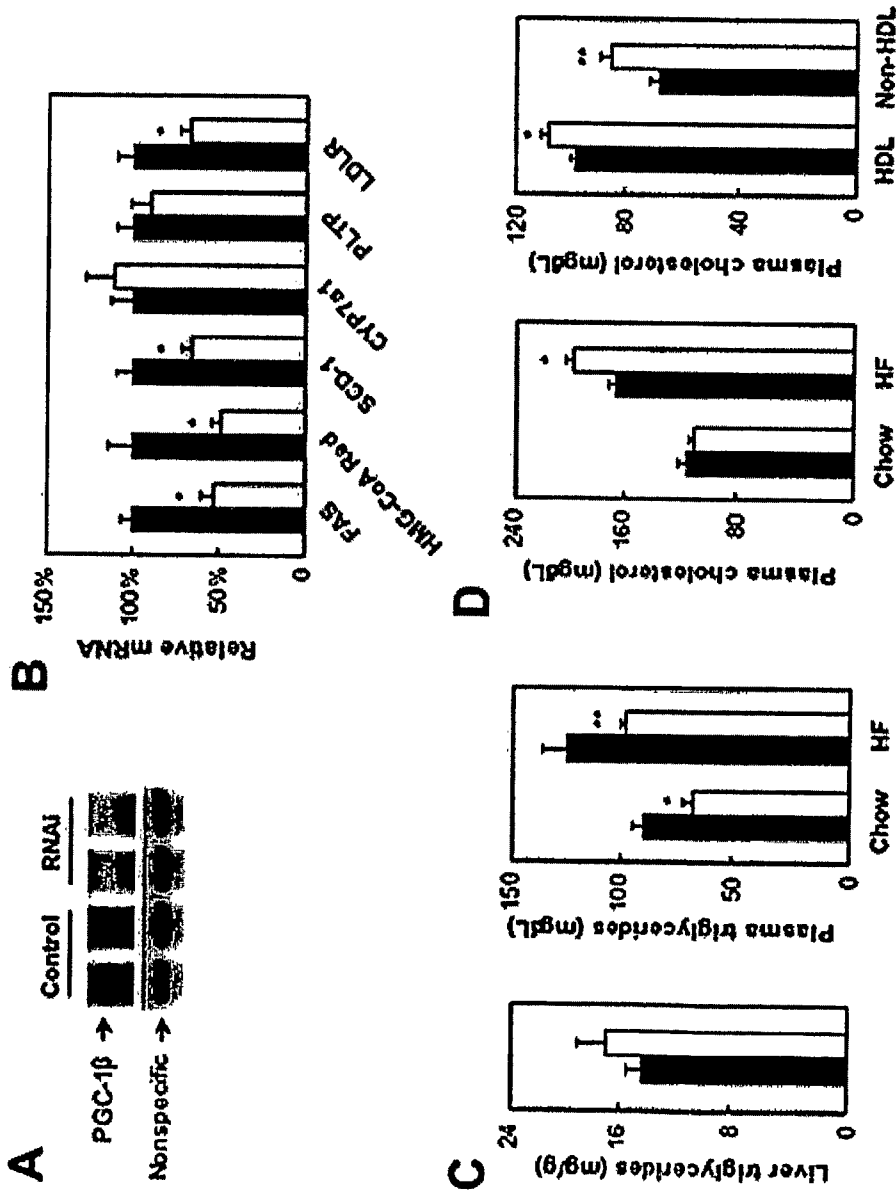 A
Control RNAi
PGC-1β →
Nonspecific →
B
Relative mRNA
150%
100%
50%
0
FAS
HMG-CoA Red
SCD-1
CYP7a1
PLTP
LDLR
*
*
*
*
C
Liver triglycerides (mg/g)
24
16
8
0
Plasma triglycerides (mg/dL)
150
100
50
0
*
**
Chow HF
D
Plasma cholesterol (mg/dL)
240
160
80
0
*
Chow HF
Plasma cholesterol (mg/dL)
120
80
40
0
*
**
HDL Non-HDL